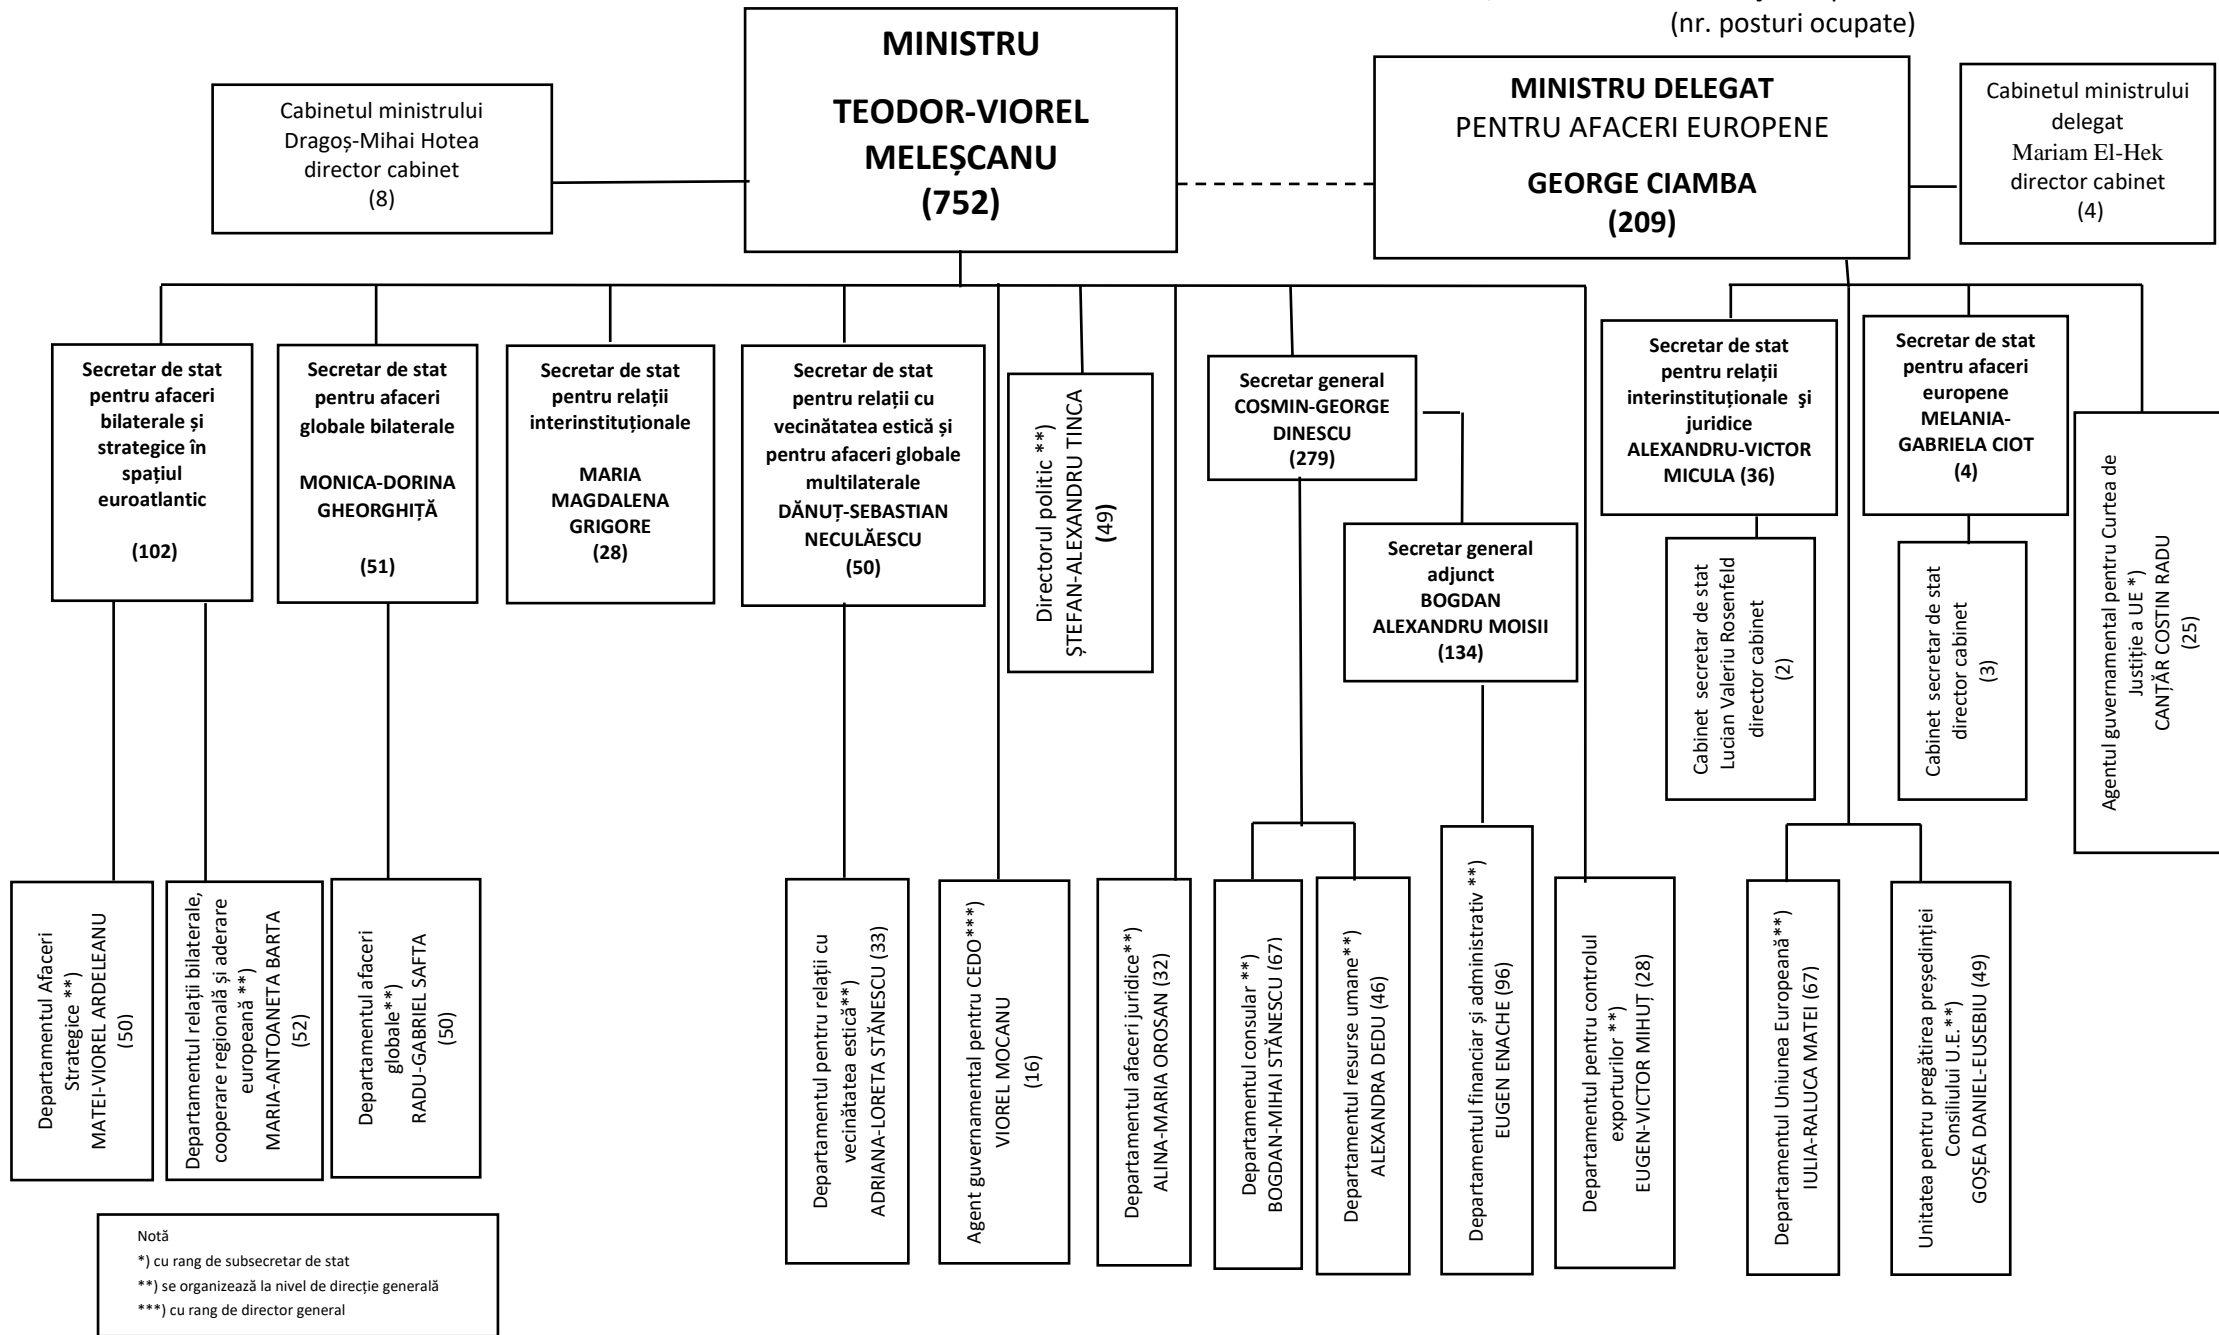 (nr. posturi ocupate)
MINISTRU
TEODOR-VIOREL
MELEȘCANU
(752)
Cabinetul ministrului
Dragoș-Mihai Hotea
director cabinet
(8)
MINISTRU DELEGAT
PENTRU AFACERI EUROPENE
GEORGE CIAMBA
(209)
Cabinetul ministrului
delegat
Mariam El-Hek
director cabinet
(4)
Secretar de stat
pentru afaceri
bilaterale și
strategice în
spațiul
euroatlantic
(102)
Secretar de stat
pentru afaceri
globale bilaterale
MONICA-DORINA
GHEORGHIȚĂ
(51)
Secretar de stat
pentru relații
interinstituționale
MARIA
MAGDALENA
GRIGORE
(28)
Secretar de stat
pentru relații cu
vecinătatea estică și
pentru afaceri globale
multilaterale
DĂNUȚ-SEBASTIAN
NECULĂESCU
(50)
Directorul politic **)
ȘTEFAN-ALEXANDRU TINCA
(49)
Secretar general
COSMIN-GEORGE
DINESCU
(279)
Secretar general
adjunct
BOGDAN
ALEXANDRU MOISII
(134)
Secretar de stat
pentru relații
interinstituționale și
juridice
ALEXANDRU-VICTOR
MICULA (36)
Secretar de stat
pentru afaceri
europene
MELANIA-
GABRIELA CIOT
(4)
Agentul guvernamental pentru Curtea de
Justiție a UE *)
CANȚĂR COSTIN RADU
(25)
Cabinet secretar de stat
Lucian Valeriu Rosenfeld
director cabinet
(2)
Cabinet secretar de stat
director cabinet
(3)
Departamentul Afaceri
Strategice **)
MATEI-VIOREL ARDELEANU
(50)
Departamentul relații bilaterale,
cooperare regională și aderare
europeană **)
MARIA-ANTOANETA BARTA
(52)
Departamentul afaceri
globale**)
RADU-GABRIEL SAFTA
(50)
Departamentul pentru relații cu
vecinătatea estică**)
ADRIANA-LORETA STĂNESCU (33)
Agent guvernamental pentru CEDO***)
VIOREL MOCANU
(16)
Departamentul afaceri juridice**)
ALINA-MARIA OROSAN (32)
Departamentul consular **)
BOGDAN-MIHAI STĂNESCU (67)
Departamentul resurse umane**)
ALEXANDRA DEDU (46)
Departamentul financiar și administrativ **)
EUGEN ENACHE (96)
Departamentul pentru controlul
exporturilor **)
EUGEN-VICTOR MIHUȚ (28)
Departamentul Uniunea Europeană**)
IULIA-RALUCA MATEI (67)
Unitatea pentru pregătirea președinției
Consiliului U.E.**)
GOȘEA DANIEL-EUSEBIU (49)
Notă
*) cu rang de subsecretar de stat
**) se organizează la nivel de direcție generală
***) cu rang de director general